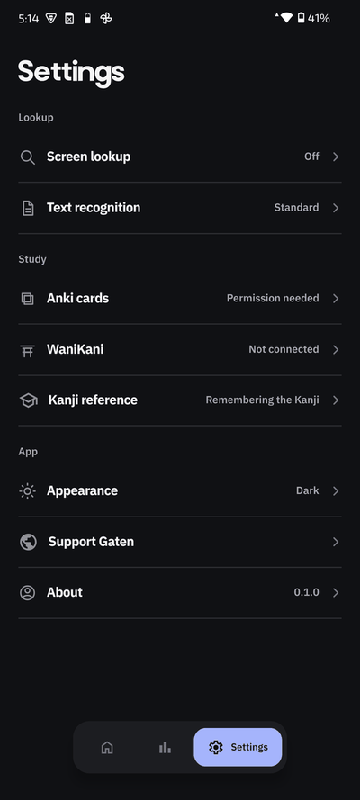 5:14
41%
Settings
Lookup
Screen lookup Off
Text recognition Standard
Study
Anki cards Permission needed
WaniKani Not connected
Kanji reference Remembering the Kanji
App
Appearance Dark
Support Gaten
About 0.1.0
Settings